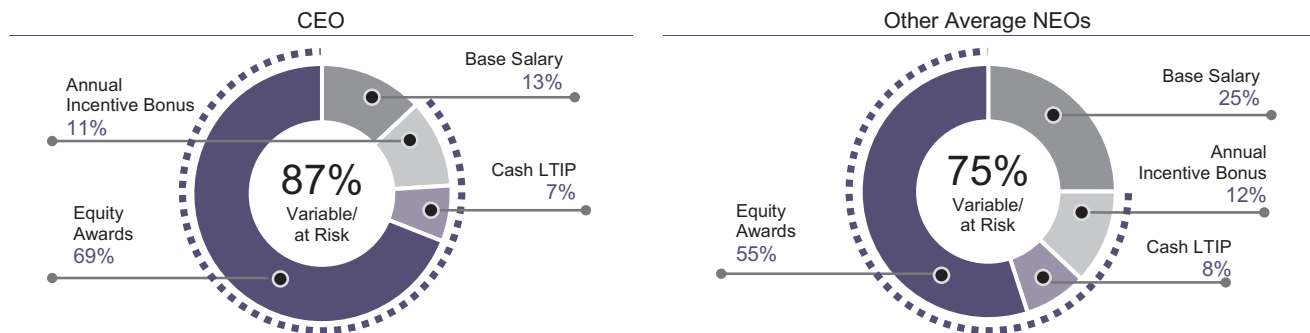 CEO
Base Salary
13%
Annual
Incentive Bonus
11%
Cash LTIP
7%
87%
Variable/
at Risk
Equity
Awards
69%
Other Average NEOs
Base Salary
25%
Annual
Incentive Bonus
12%
75%
Variable/
at Risk
Equity
Awards
55%
Cash LTIP
8%